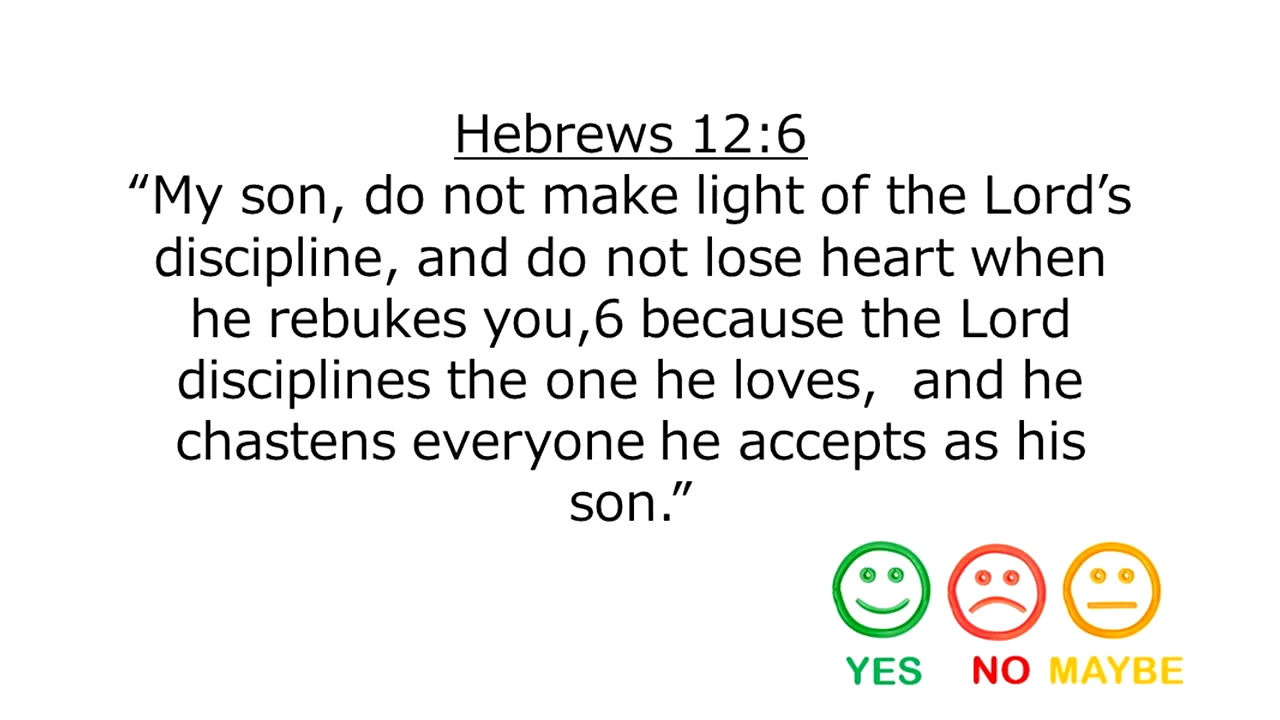 Hebrews 12:6
“My son, do not make light of the Lord’s
discipline, and do not lose heart when
he rebukes you,6 because the Lord
disciplines the one he loves,  and he
chastens everyone he accepts as his
son.”
YES NO MAYBE